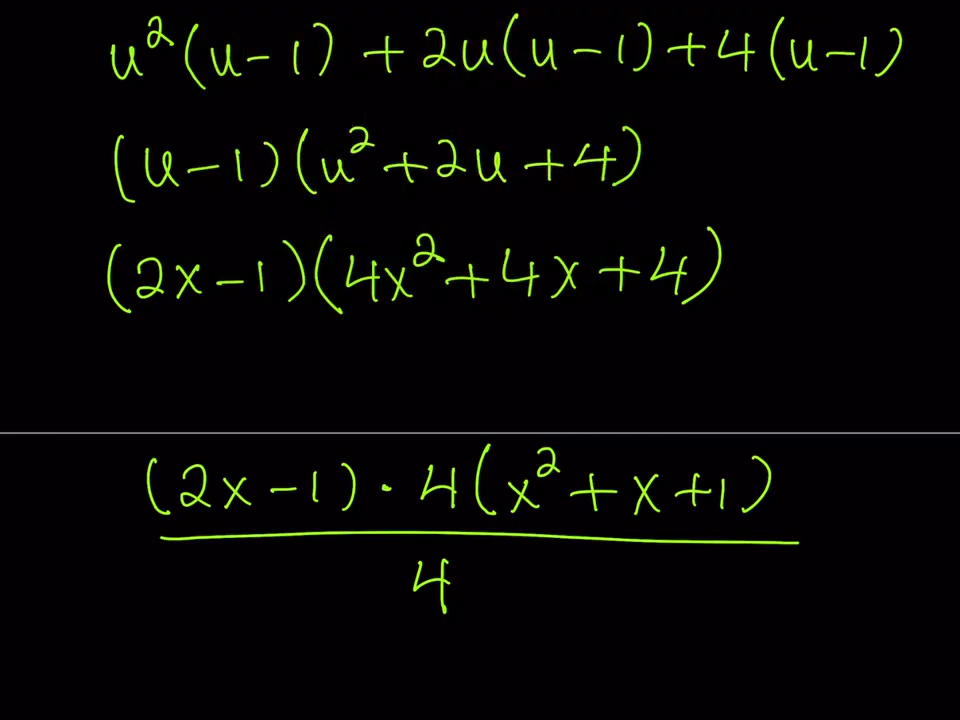 u²(u-1)+2u(u-1)+4(u-1)
(u-1)(u²+2u+4)
(2x-1)(4x²+4x+4)
(2x-1)·4(x²+x+1)
4